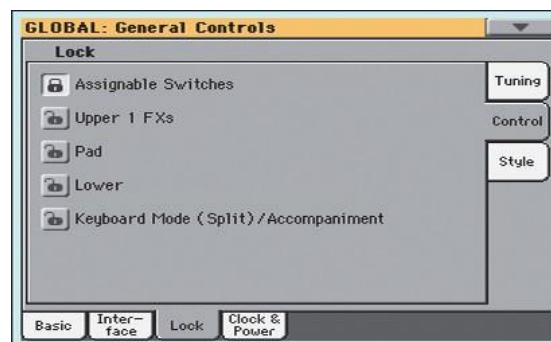 GLOBAL: General Controls
Lock
Assignable Switches
Upper 1 FXs
Pad
Lower
Keyboard Mode (Split)/Accompaniment
Tuning
Control
Style
Basic
Inter-
face
Lock
Clock &
Power